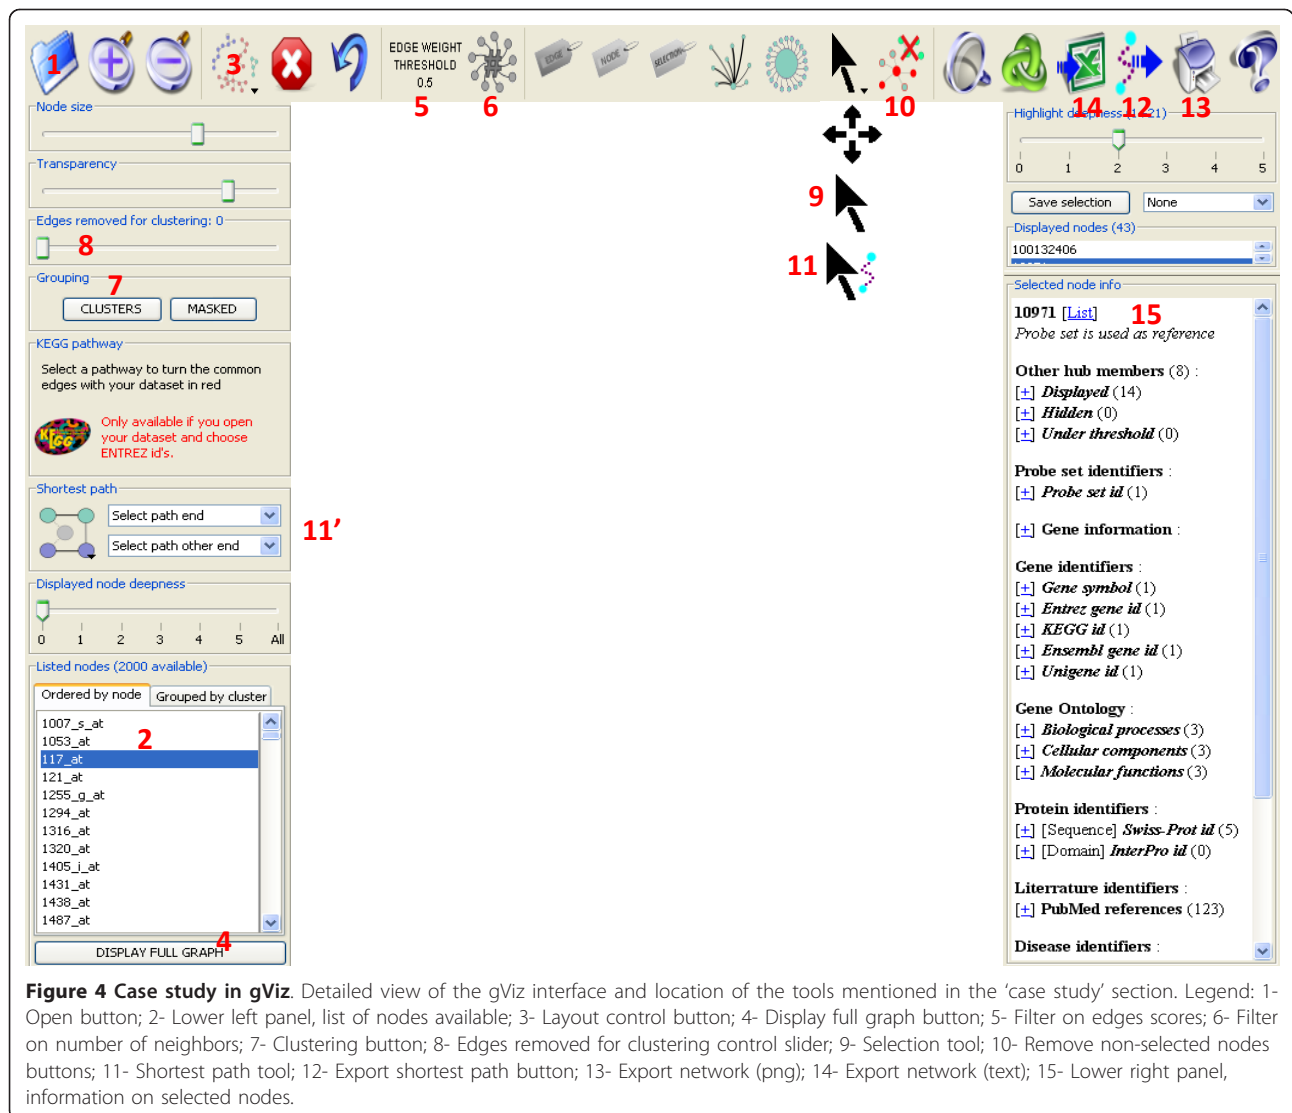 1
3
EDGE WEIGHT
THRESHOLD
0.5
5
6
EDGE
NODE
SELECTION
10
14
12
13
Node size
Transparency
Edges removed for clustering: 0
8
Grouping
7
CLUSTERS
MASKED
KEGG pathway
Select a pathway to turn the common
edges with your dataset in red
KEGG
Only available if you open
your dataset and choose
ENTREZ id's.
Shortest path
Select path end
Select path other end
11'
Displayed node deepness
0 1 2 3 4 5 All
Listed nodes (2000 available)
Ordered by node
Grouped by cluster
1007_s_at
1053_at
2
117_at
121_at
1255_g_at
1294_at
1316_at
1320_at
1405_i_at
1431_at
1438_at
1487_at
4
DISPLAY FULL GRAPH
9
11
Highlight deepness
0 1 2 3 4 5
Save selection
None
Displayed nodes (43)
100132406
Selected node info
10971 [List]
15
Probe set is used as reference
Other hub members (8) :
[+] Displayed (14)
[+] Hidden (0)
[+] Under threshold (0)
Probe set identifiers :
[+] Probe set id (1)
[+] Gene information :
Gene identifiers :
[+] Gene symbol (1)
[+] Entrez gene id (1)
[+] KEGG id (1)
[+] Ensembl gene id (1)
[+] Unigene id (1)
Gene Ontology :
[+] Biological processes (3)
[+] Cellular components (3)
[+] Molecular functions (3)
Protein identifiers :
[+] [Sequence] Swiss-Prot id (5)
[+] [Domain] InterPro id (0)
Literrature identifiers :
[+] PubMed references (123)
Disease identifiers :
Figure 4 Case study in gViz. Detailed view of the gViz interface and location of the tools mentioned in the ‘case study’ section. Legend: 1-
Open button; 2- Lower left panel, list of nodes available; 3- Layout control button; 4- Display full graph button; 5- Filter on edges scores; 6- Filter
on number of neighbors; 7- Clustering button; 8- Edges removed for clustering control slider; 9- Selection tool; 10- Remove non-selected nodes
buttons; 11- Shortest path tool; 12- Export shortest path button; 13- Export network (png); 14- Export network (text); 15- Lower right panel,
information on selected nodes.